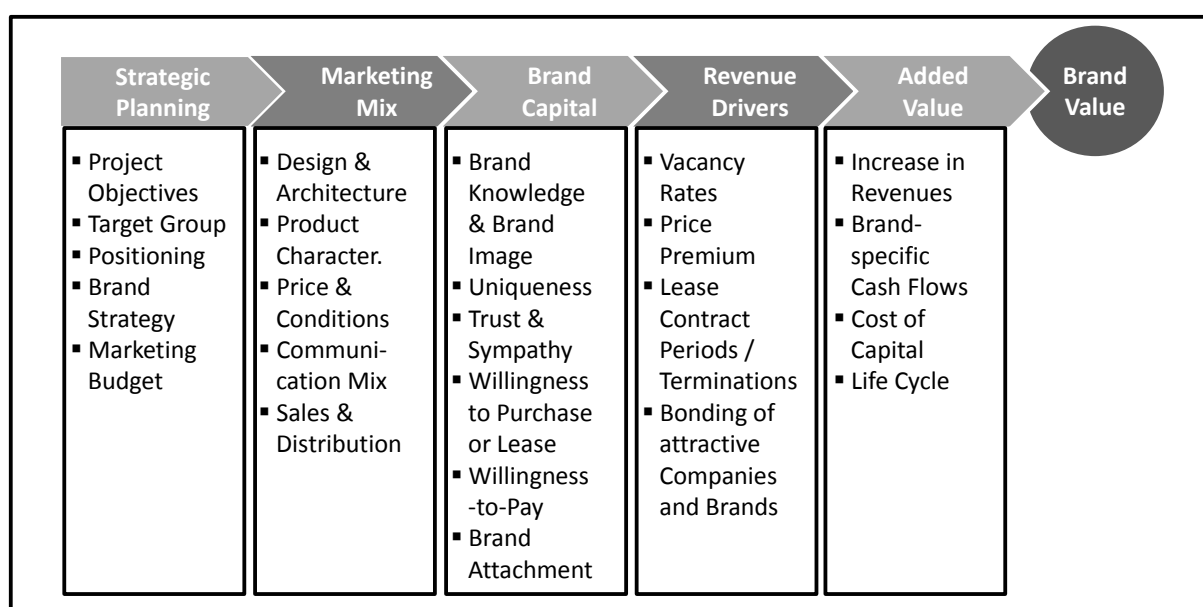 Strategic
Planning
Marketing
Mix
Brand
Capital
Revenue
Drivers
Added
Value
Brand
Value
▪ Project
Objectives
▪ Target Group
▪ Positioning
▪ Brand
Strategy
▪ Marketing
Budget
▪ Design &
Architecture
▪ Product
Character.
▪ Price &
Conditions
▪ Communi-
cation Mix
▪ Sales &
Distribution
▪ Brand
Knowledge
& Brand
Image
▪ Uniqueness
▪ Trust &
Sympathy
▪ Willingness
to Purchase
or Lease
▪ Willingness
-to-Pay
▪ Brand
Attachment
▪ Vacancy
Rates
▪ Price
Premium
▪ Lease
Contract
Periods /
Terminations
▪ Bonding of
attractive
Companies
and Brands
▪ Increase in
Revenues
▪ Brand-
specific
Cash Flows
▪ Cost of
Capital
▪ Life Cycle